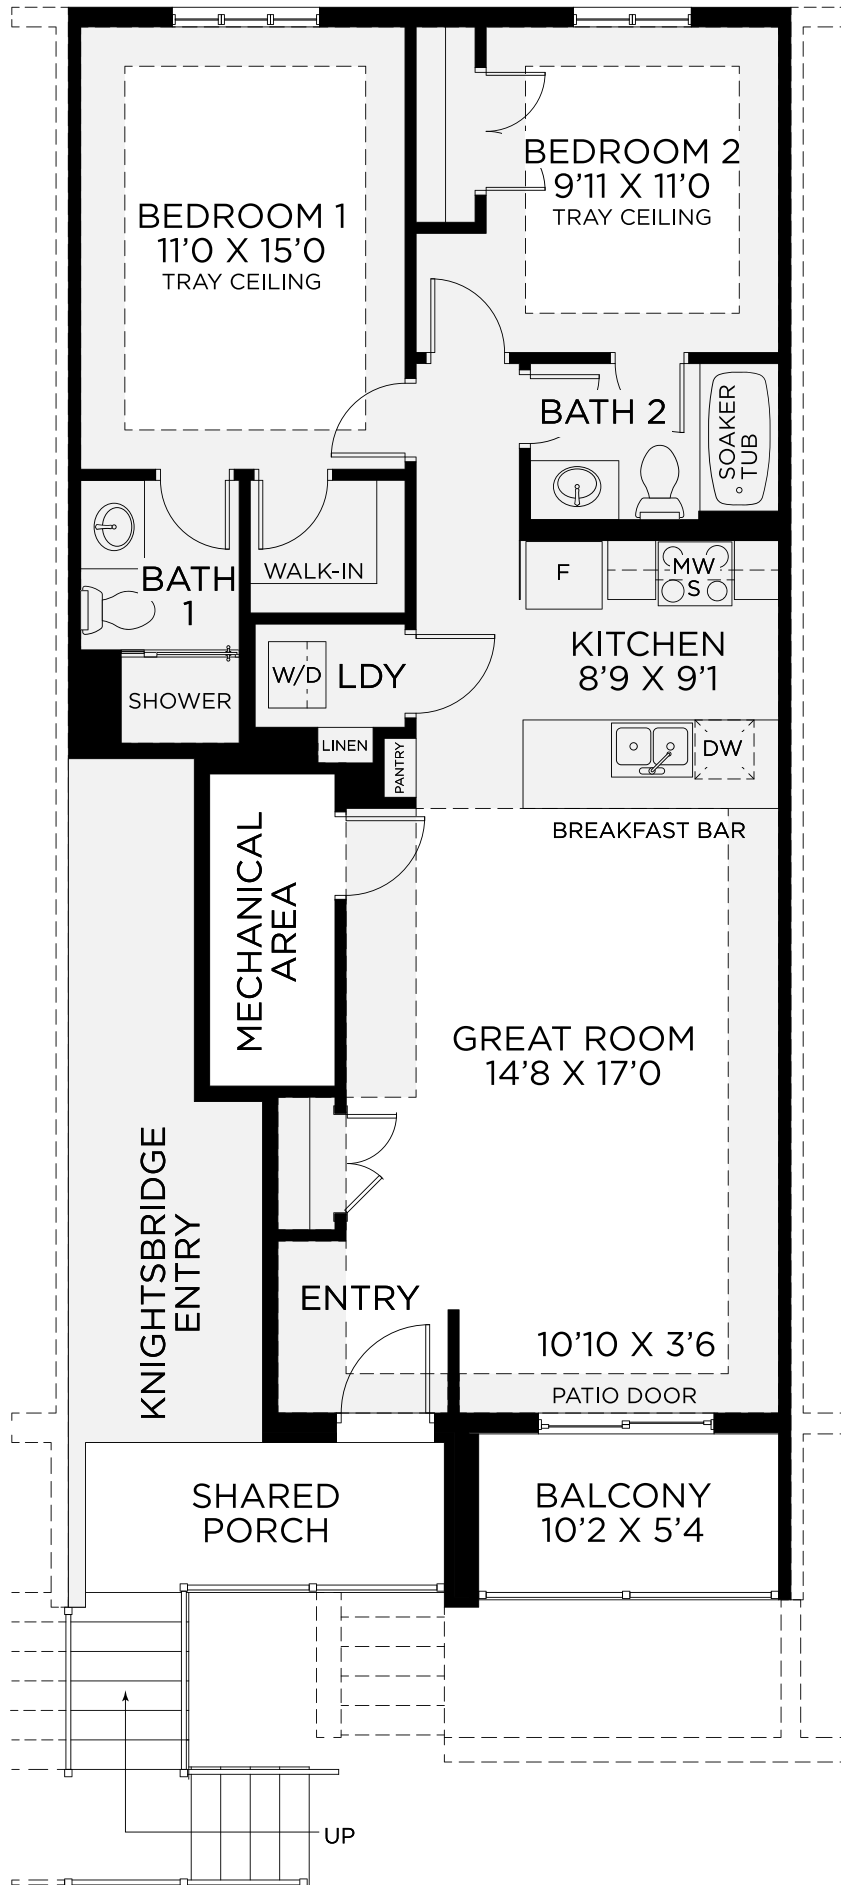 BEDROOM 1
11'0 X 15'0
TRAY CEILING
BEDROOM 2
9'11 X 11'0
TRAY CEILING
BATH 2
SOAKER
TUB
BATH
1
WALK-IN
F
MW
S
KITCHEN
8'9 X 9'1
W/D
LDY
SHOWER
LINEN
PANTRY
DW
BREAKFAST BAR
MECHANICAL
AREA
GREAT ROOM
14'8 X 17'0
KNIGHTSBRIDGE
ENTRY
ENTRY
10'10 X 3'6
PATIO DOOR
SHARED
PORCH
BALCONY
10'2 X 5'4
UP